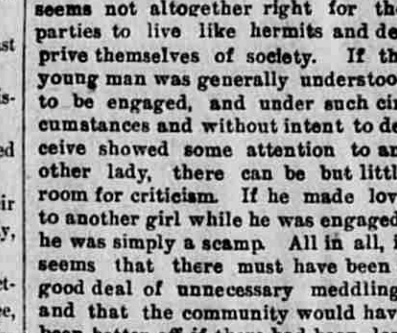 seems not altogether right for th
parties to live like hermits and de
prive themselves of society. If th
young man was generally understoo
to be engaged, and under such cir
cumstances and without intent to de
ceive showed some attention to an
other lady, there can be but littl
room for criticism. If he made lov
to another girl while he was engaged
he was simply a scamp. All in all, i
seems that there must have been
good deal of unnecessary meddling
and that the community would hav